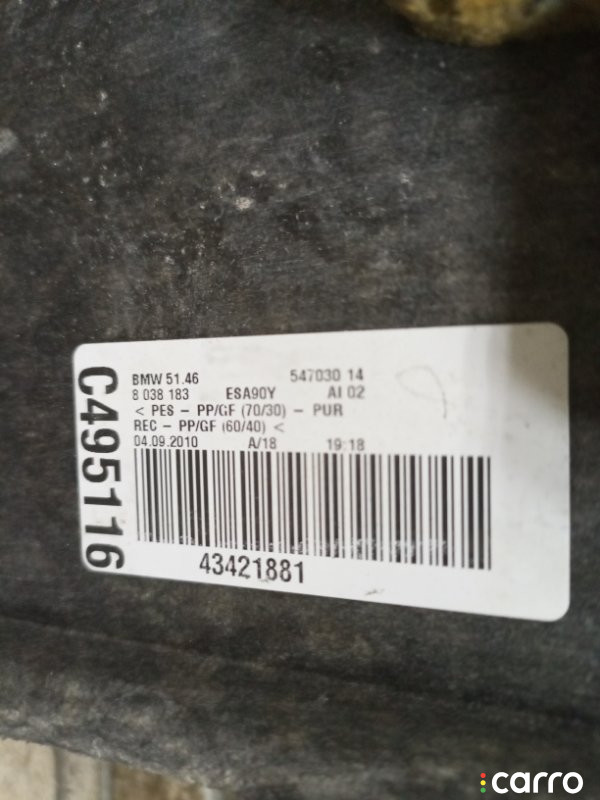 C495116
BMW 51.46 547030 14
8 038 183 ESA90Y AI 02
< PES - PP/GF (70/30) - PUR
REC - PP/GF (60/40) <
04.09.2010 A/18 19:18
43421881
carro